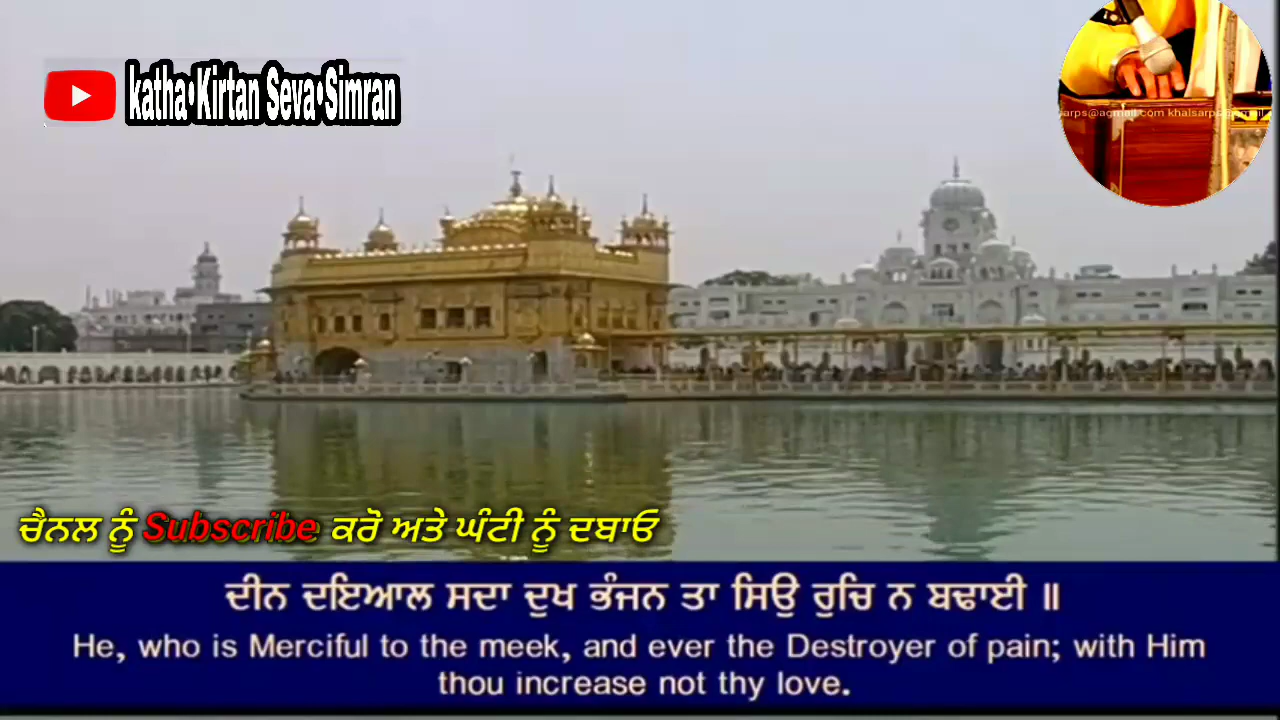 katha•Kirtan Seva•Simran
ਚੈਨਲ ਨੂੰ Subscribe ਕਰੋ ਅਤੇ ਘੰਟੀ ਨੂੰ ਦਬਾਓ
ਦੀਨ ਦਇਆਲ ਸਦਾ ਦੁਖ ਭੰਜਨ ਤਾ ਸਿਉ ਰੁਚਿ ਨ ਬਢਾਈ ॥
He, who is Merciful to the meek, and ever the Destroyer of pain; with Him
thou increase not thy love.